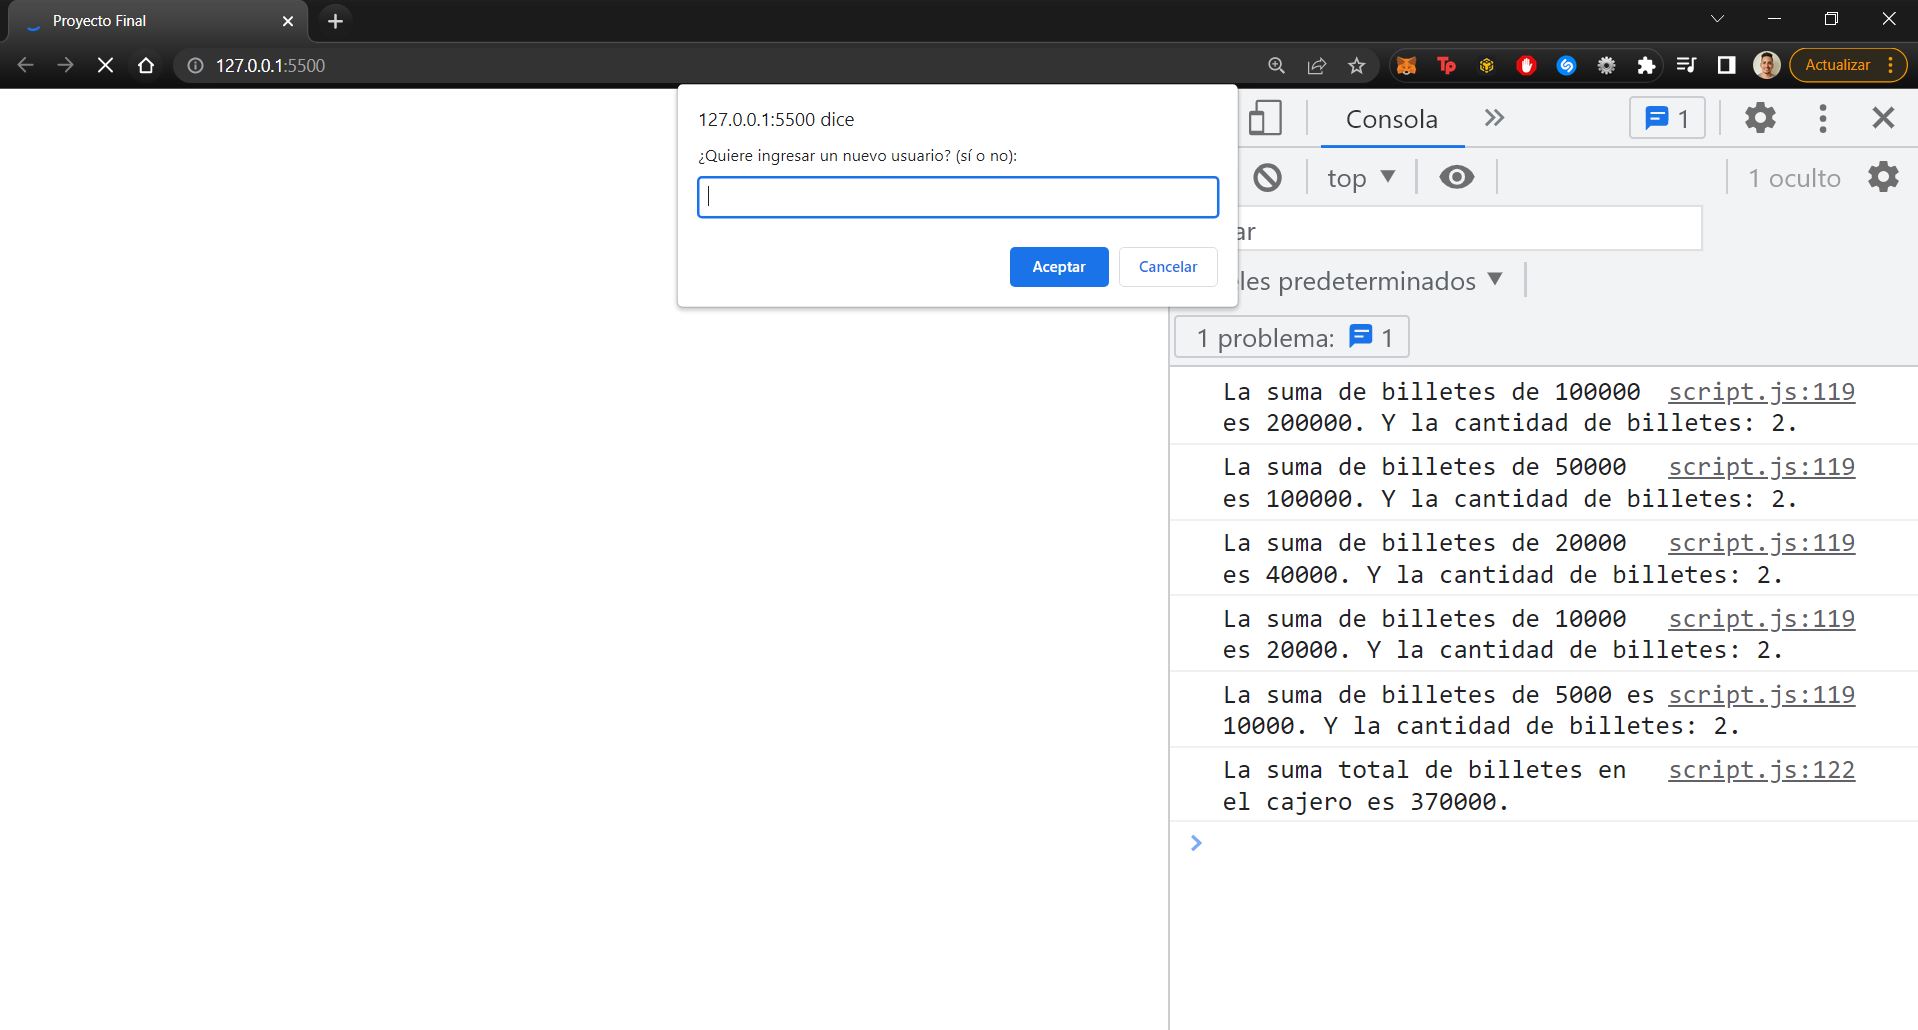 Proyecto Final
127.0.0.1:5500
Actualizar
127.0.0.1:5500 dice
¿Quiere ingresar un nuevo usuario? (sí o no):
Aceptar
Cancelar
Consola
1
top
1 oculto
ar
les predeterminados
1 problema: 1
La suma de billetes de 100000 script.js:119
es 200000. Y la cantidad de billetes: 2.
La suma de billetes de 50000 script.js:119
es 100000. Y la cantidad de billetes: 2.
La suma de billetes de 20000 script.js:119
es 40000. Y la cantidad de billetes: 2.
La suma de billetes de 10000 script.js:119
es 20000. Y la cantidad de billetes: 2.
La suma de billetes de 5000 es script.js:119
10000. Y la cantidad de billetes: 2.
La suma total de billetes en script.js:122
el cajero es 370000.